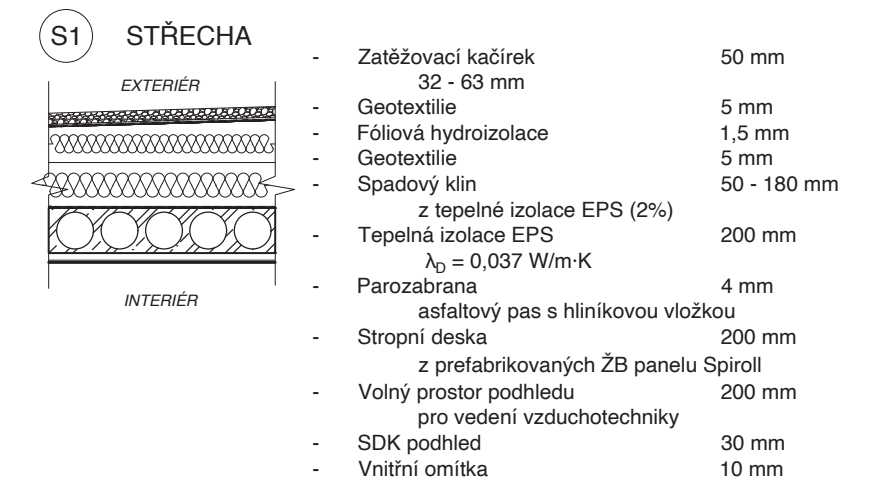 S1 STŘECHA
EXTERIÉR
INTERIÉR
- Zatěžovací kačírek 50 mm
32 - 63 mm
- Geotextilie 5 mm
- Fóliová hydroizolace 1,5 mm
- Geotextilie 5 mm
- Spadový klin 50 - 180 mm
z tepelné izolace EPS (2%)
- Tepelná izolace EPS 200 mm
λD = 0,037 W/m·K
- Parozabrana 4 mm
asfaltový pas s hliníkovou vložkou
- Stropní deska 200 mm
z prefabrikovaných ŽB panelu Spiroll
- Volný prostor podhledu 200 mm
pro vedení vzduchotechniky
- SDK podhled 30 mm
- Vnitřní omítka 10 mm